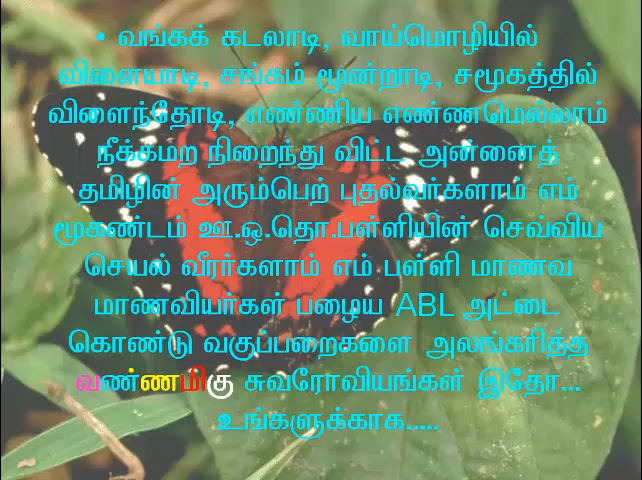 • வங்கக் கடலாடி, வாய்மொழியில்
விளையாடி, சங்கம் மூன்றாடி, சமூகத்தில்
விளைந்தோடி, எண்ணிய எண்ணமெல்லாம்
நீக்கமற நிறைந்து விட்ட அன்னைத்
தமிழின் அரும்பெற் புதல்வர்களாம் எம்
மூகண்டம் ஊ.ஒ.தொ.பள்ளியின் செவ்விய
செயல் வீரர்களாம் எம் பள்ளி மாணவ
மாணவியர்கள் பழைய ABL அட்டை
கொண்டு வகுப்பறைகளை அலங்கரித்த
வண்ணமிகு சுவரோவியங்கள் இதோ...
உங்களுக்காக.....